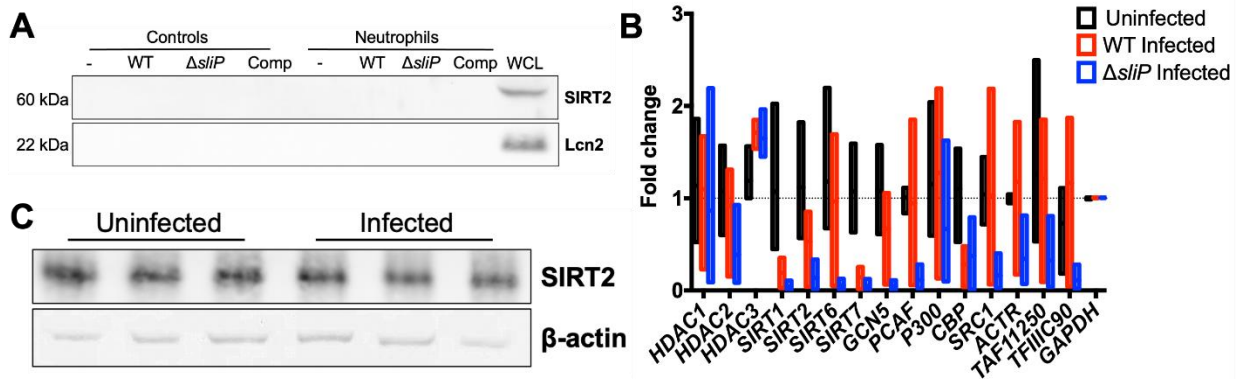 A
Controls
Neutrophils
- WT ΔsliP Comp - WT ΔsliP Comp WCL
60 kDa SIRT2
22 kDa Lcn2
B
3
2
1
0
Fold change
Uninfected
WT Infected
ΔsliP Infected
HDAC1
HDAC2
HDAC3
SIRT1
SIRT2
SIRT6
SIRT7
GCN5
PCAF
P300
CBP
SRC1
ACTR
TAF11250
TFIIIC90
GAPDH
C
Uninfected Infected
SIRT2
β-actin